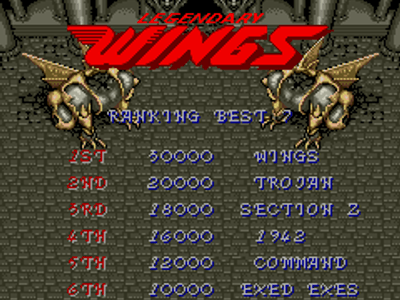 LEGENDARY
WINGS
RANKING BEST 7
1ST 30000 WINGS
2ND 20000 TROJAN
3RD 18000 SECTION Z
4TH 16000 1942
5TH 12000 COMMAND
6TH 10000 EXED EXES